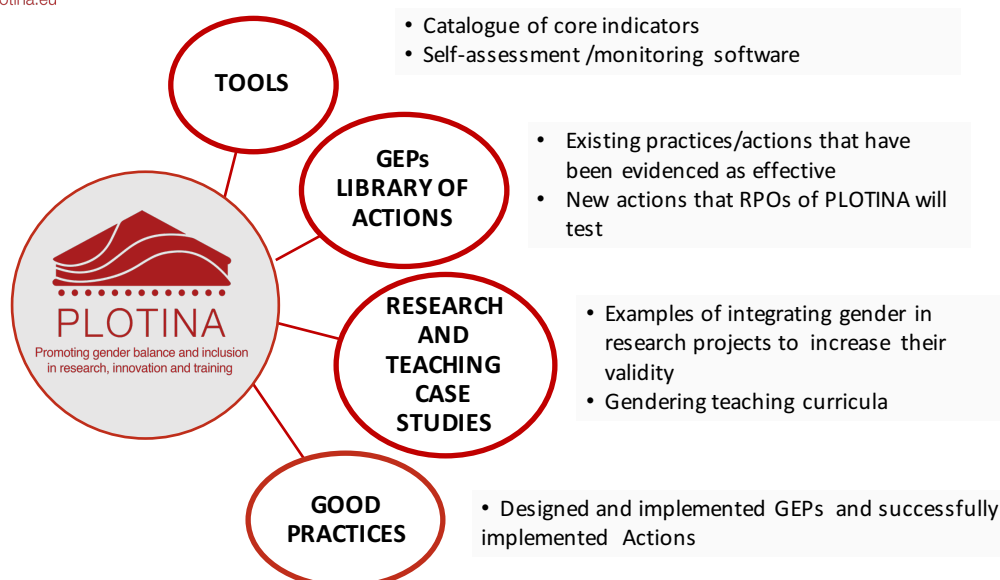 otina.eu
TOOLS
• Catalogue of core indicators
• Self-assessment /monitoring software
GEPs
LIBRARY OF
ACTIONS
• Existing practices/actions that have
been evidenced as effective
• New actions that RPOs of PLOTINA will
test
PLOTINA
Promoting gender balance and inclusion
in research, innovation and training
RESEARCH
AND
TEACHING
CASE
STUDIES
• Examples of integrating gender in
research projects to increase their
validity
• Gendering teaching curricula
GOOD
PRACTICES
• Designed and implemented GEPs and successfully
implemented Actions